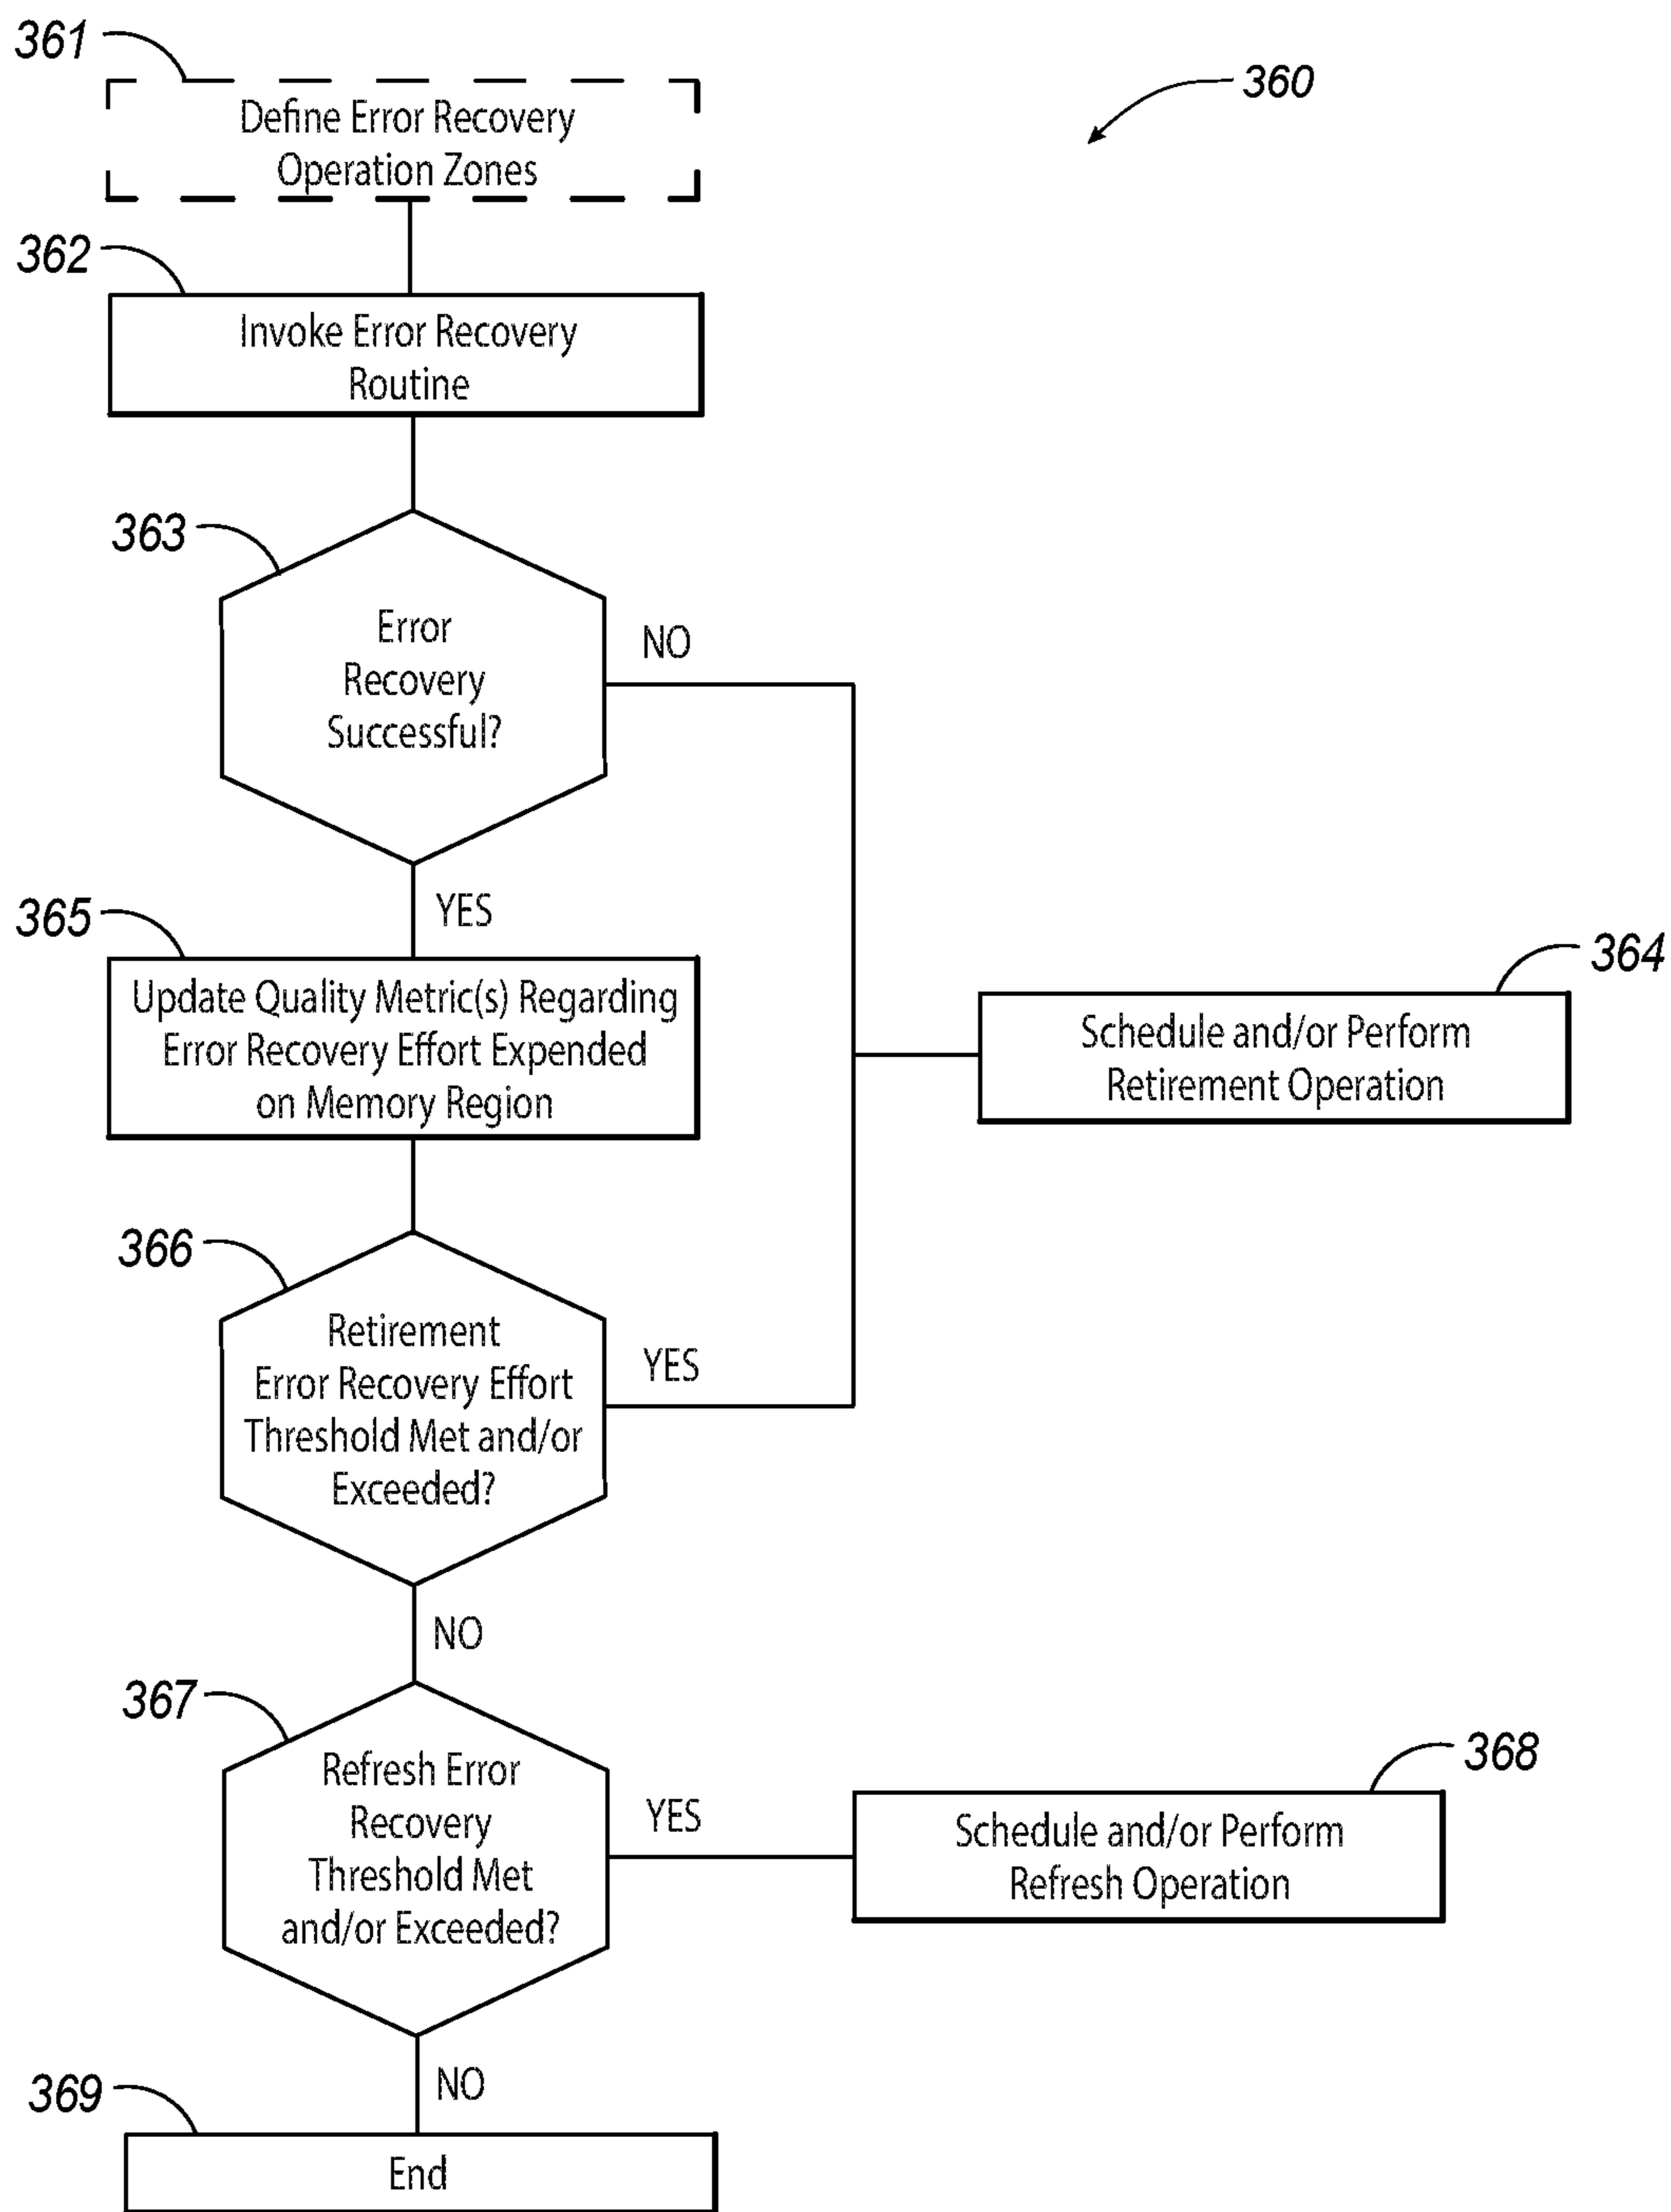 361
360
Define Error Recovery
Operation Zones
362
Invoke Error Recovery
Routine
363
Error
Recovery
Successful?
NO
YES
365
Update Quality Metric(s) Regarding
Error Recovery Effort Expended
on Memory Region
364
Schedule and/or Perform
Retirement Operation
366
Retirement
Error Recovery Effort
Threshold Met and/or
Exceeded?
YES
NO
367
Refresh Error
Recovery
Threshold Met
and/or Exceeded?
YES
368
Schedule and/or Perform
Refresh Operation
NO
369
End